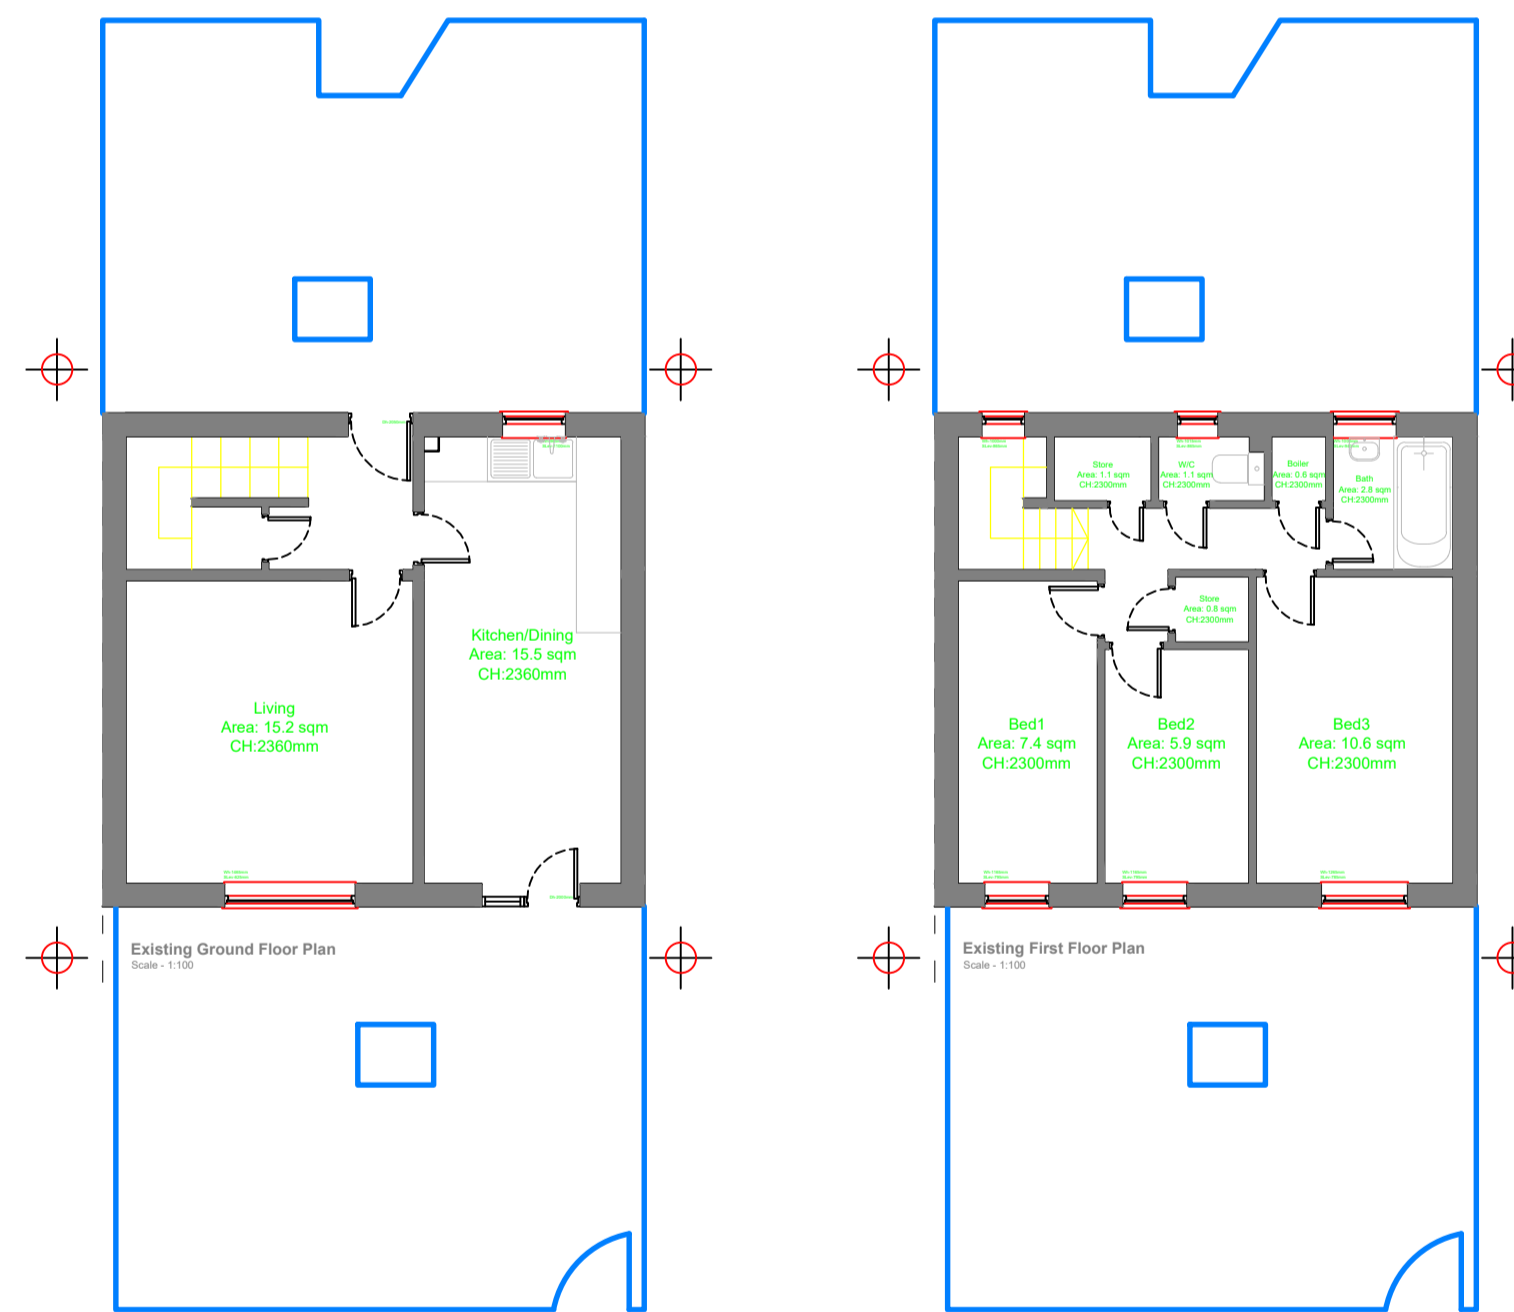 Kitchen/Dining
Area: 15.5 sqm
CH:2360mm
Living
Area: 15.2 sqm
CH:2360mm
Existing Ground Floor Plan
Scale - 1:100
Store
Area: 1.1 sqm
CH:2300mm
W/C
Area: 1.1 sqm
CH:2300mm
Boiler
Area: 0.6 sqm
CH:2300mm
Bath
Area: 2.8 sqm
CH:2300mm
Store
Area: 0.8 sqm
CH:2300mm
Bed1
Area: 7.4 sqm
CH:2300mm
Bed2
Area: 5.9 sqm
CH:2300mm
Bed3
Area: 10.6 sqm
CH:2300mm
Existing First Floor Plan
Scale - 1:100